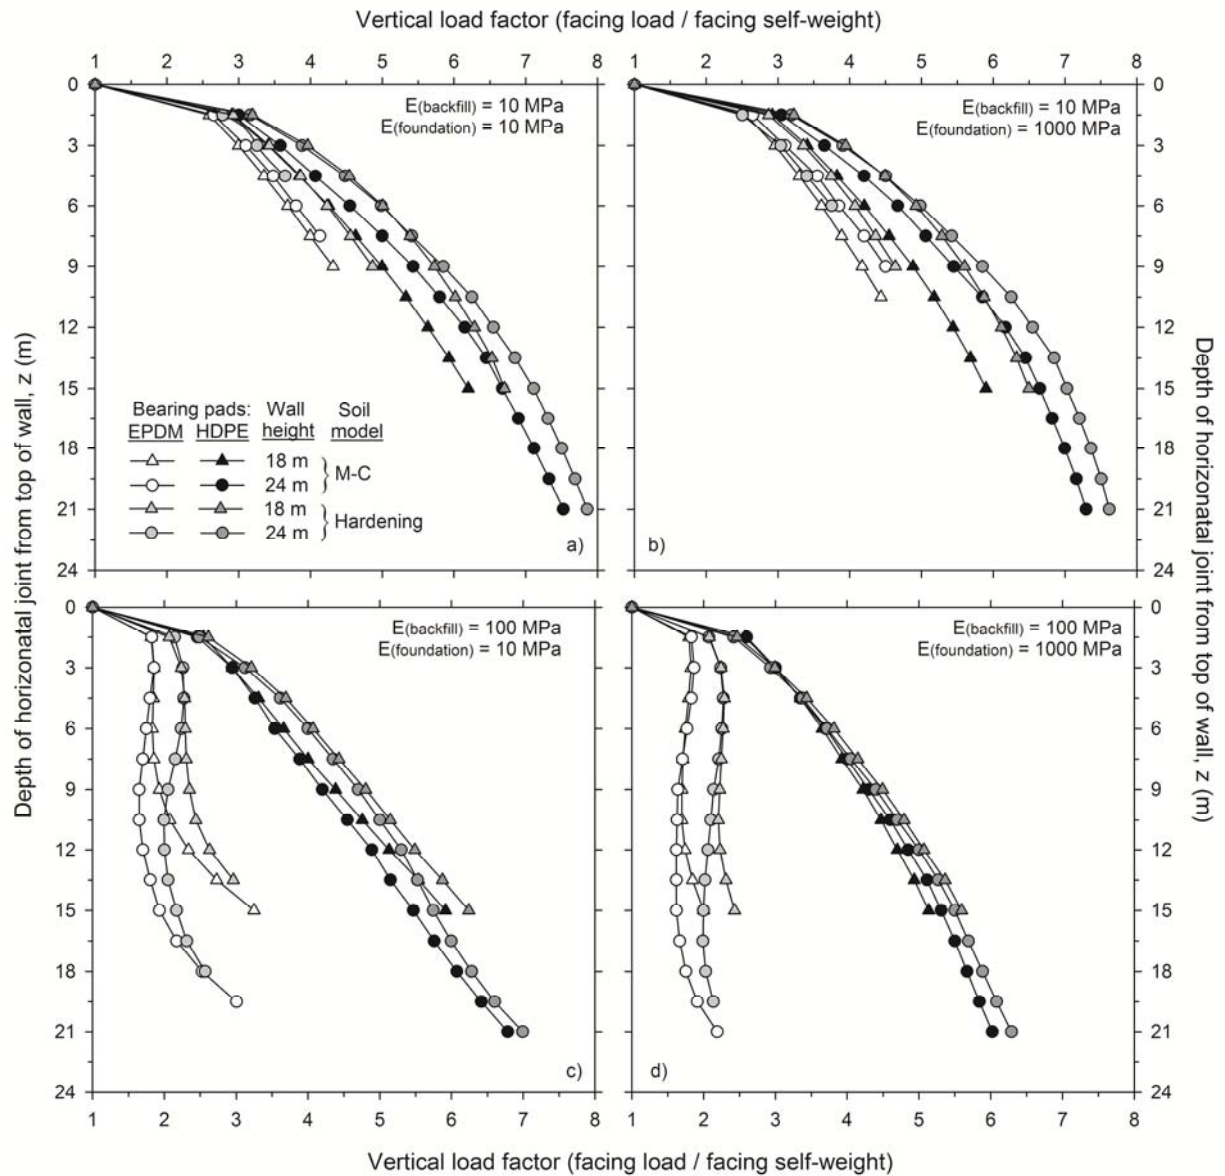 Vertical load factor (facing load / facing self-weight)
1 2 3 4 5 6 7 8
1 2 3 4 5 6 7 8
0
3
6
9
12
15
18
21
24
E(backfill) = 10 MPa
E(foundation) = 10 MPa
Bearing pads: Wall Soil
EPDM HDPE height model
18 m
24 m
M-C
18 m
24 m
Hardening
a)
E(backfill) = 10 MPa
E(foundation) = 1000 MPa
b)
0
3
6
9
12
15
18
21
24
Depth of horizonatal joint from top of wall, z (m)
Depth of horizonatal joint from top of wall, z (m)
0
3
6
9
12
15
18
21
24
E(backfill) = 100 MPa
E(foundation) = 10 MPa
c)
E(backfill) = 100 MPa
E(foundation) = 1000 MPa
d)
0
3
6
9
12
15
18
21
24
1 2 3 4 5 6 7 8
1 2 3 4 5 6 7 8
Vertical load factor (facing load / facing self-weight)